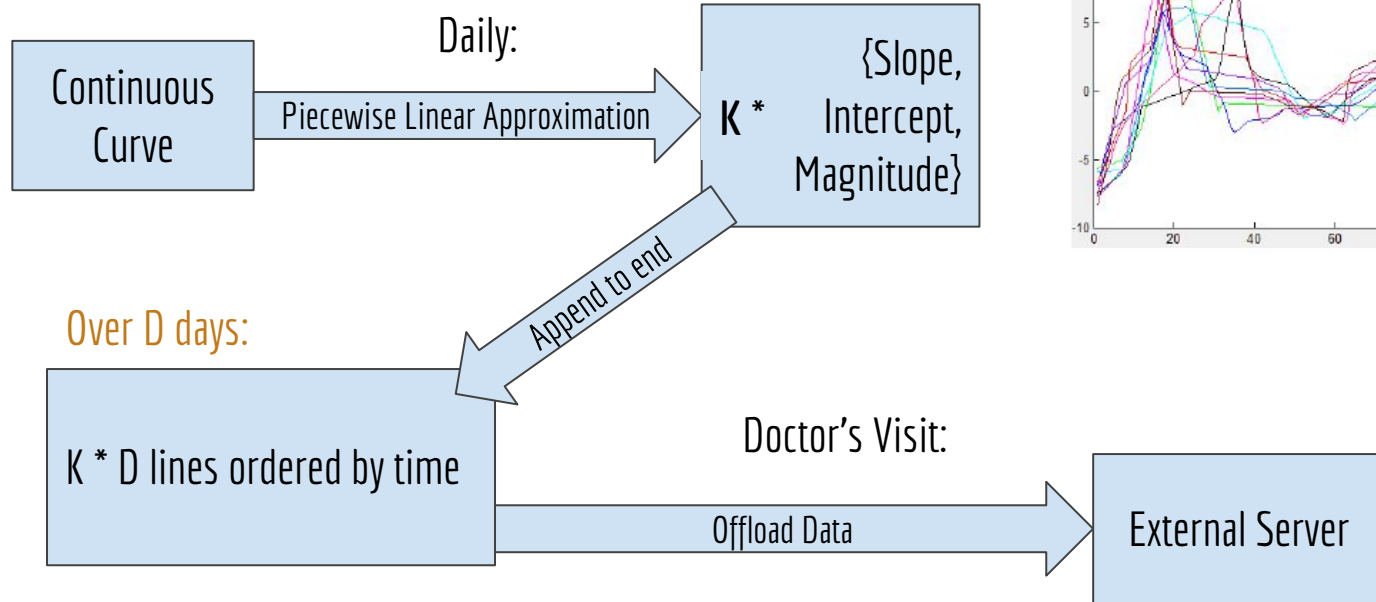 Daily:
Continuous
Curve
Piecewise Linear Approximation
K *
{Slope,
Intercept,
Magnitude}
5
0
-5
-10
0
20
40
60
Append to end
Over D days:
K * D lines ordered by time
Doctor's Visit:
Offload Data
External Server